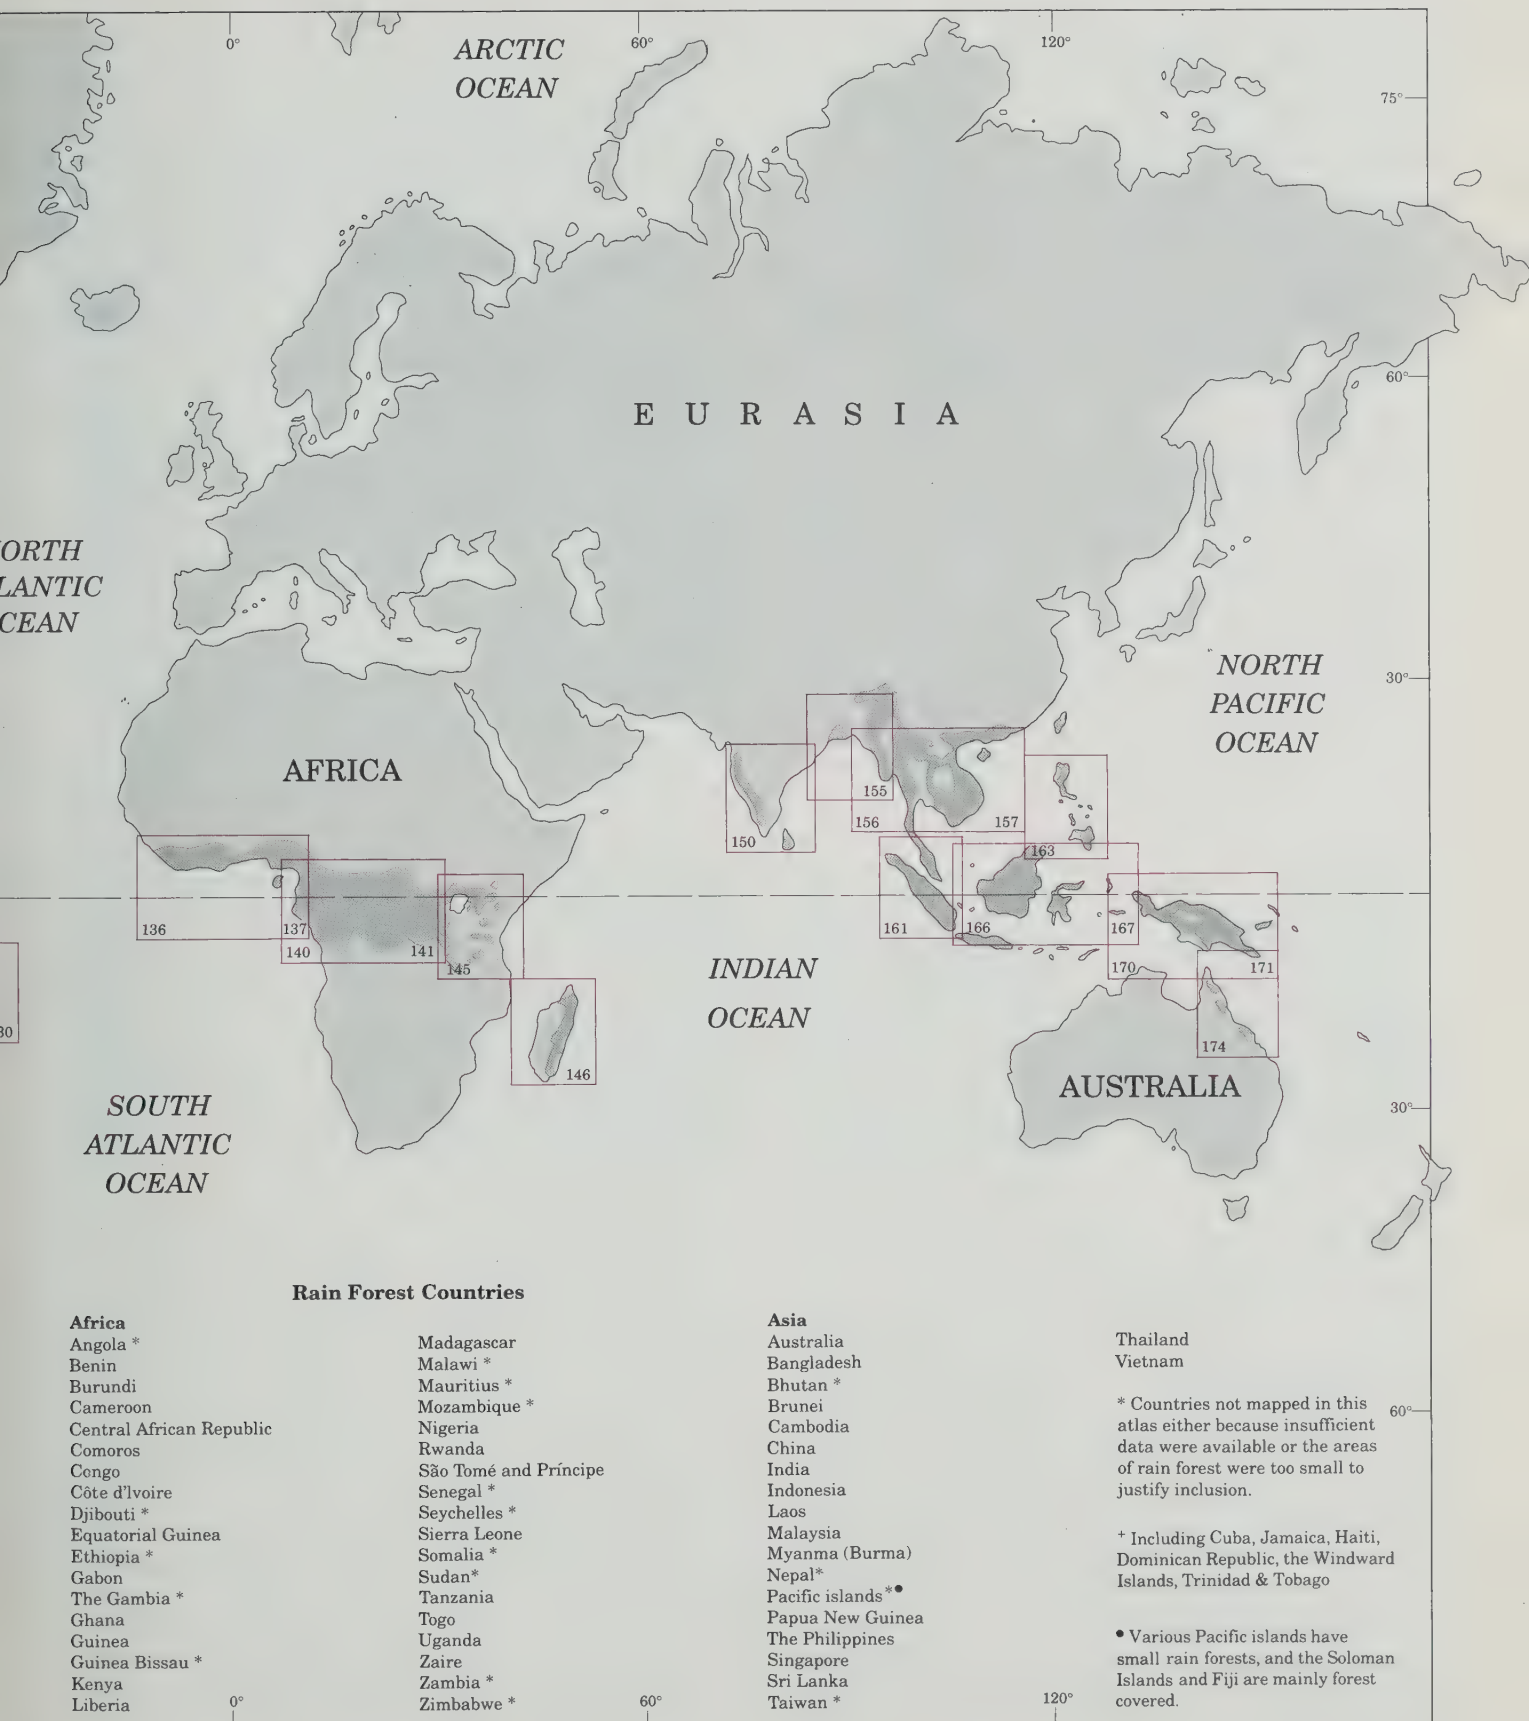 0°
60°
120°
ARCTIC
OCEAN
75°
60°
EURASIA
ORTH
LANTIC
CEAN
NORTH
PACIFIC
OCEAN
30°
AFRICA
150
155
156
157
163
136
137
140
141
145
161
166
167
170
171
146
174
30
INDIAN
OCEAN
AUSTRALIA
30°
SOUTH
ATLANTIC
OCEAN
60°
Rain Forest Countries
Africa
Angola *
Benin
Burundi
Cameroon
Central African Republic
Comoros
Congo
Côte d'Ivoire
Djibouti *
Equatorial Guinea
Ethiopia *
Gabon
The Gambia *
Ghana
Guinea
Guinea Bissau *
Kenya
Liberia
Madagascar
Malawi *
Mauritius *
Mozambique *
Nigeria
Rwanda
São Tomé and Príncipe
Senegal *
Seychelles *
Sierra Leone
Somalia *
Sudan*
Tanzania
Togo
Uganda
Zaire
Zambia *
Zimbabwe *
Asia
Australia
Bangladesh
Bhutan *
Brunei
Cambodia
China
India
Indonesia
Laos
Malaysia
Myanma (Burma)
Nepal*
Pacific islands*●
Papua New Guinea
The Philippines
Singapore
Sri Lanka
Taiwan *
Thailand
Vietnam
* Countries not mapped in this
atlas either because insufficient
data were available or the areas
of rain forest were too small to
justify inclusion.
+ Including Cuba, Jamaica, Haiti,
Dominican Republic, the Windward
Islands, Trinidad & Tobago
● Various Pacific islands have
small rain forests, and the Soloman
Islands and Fiji are mainly forest
covered.
0°
60°
120°